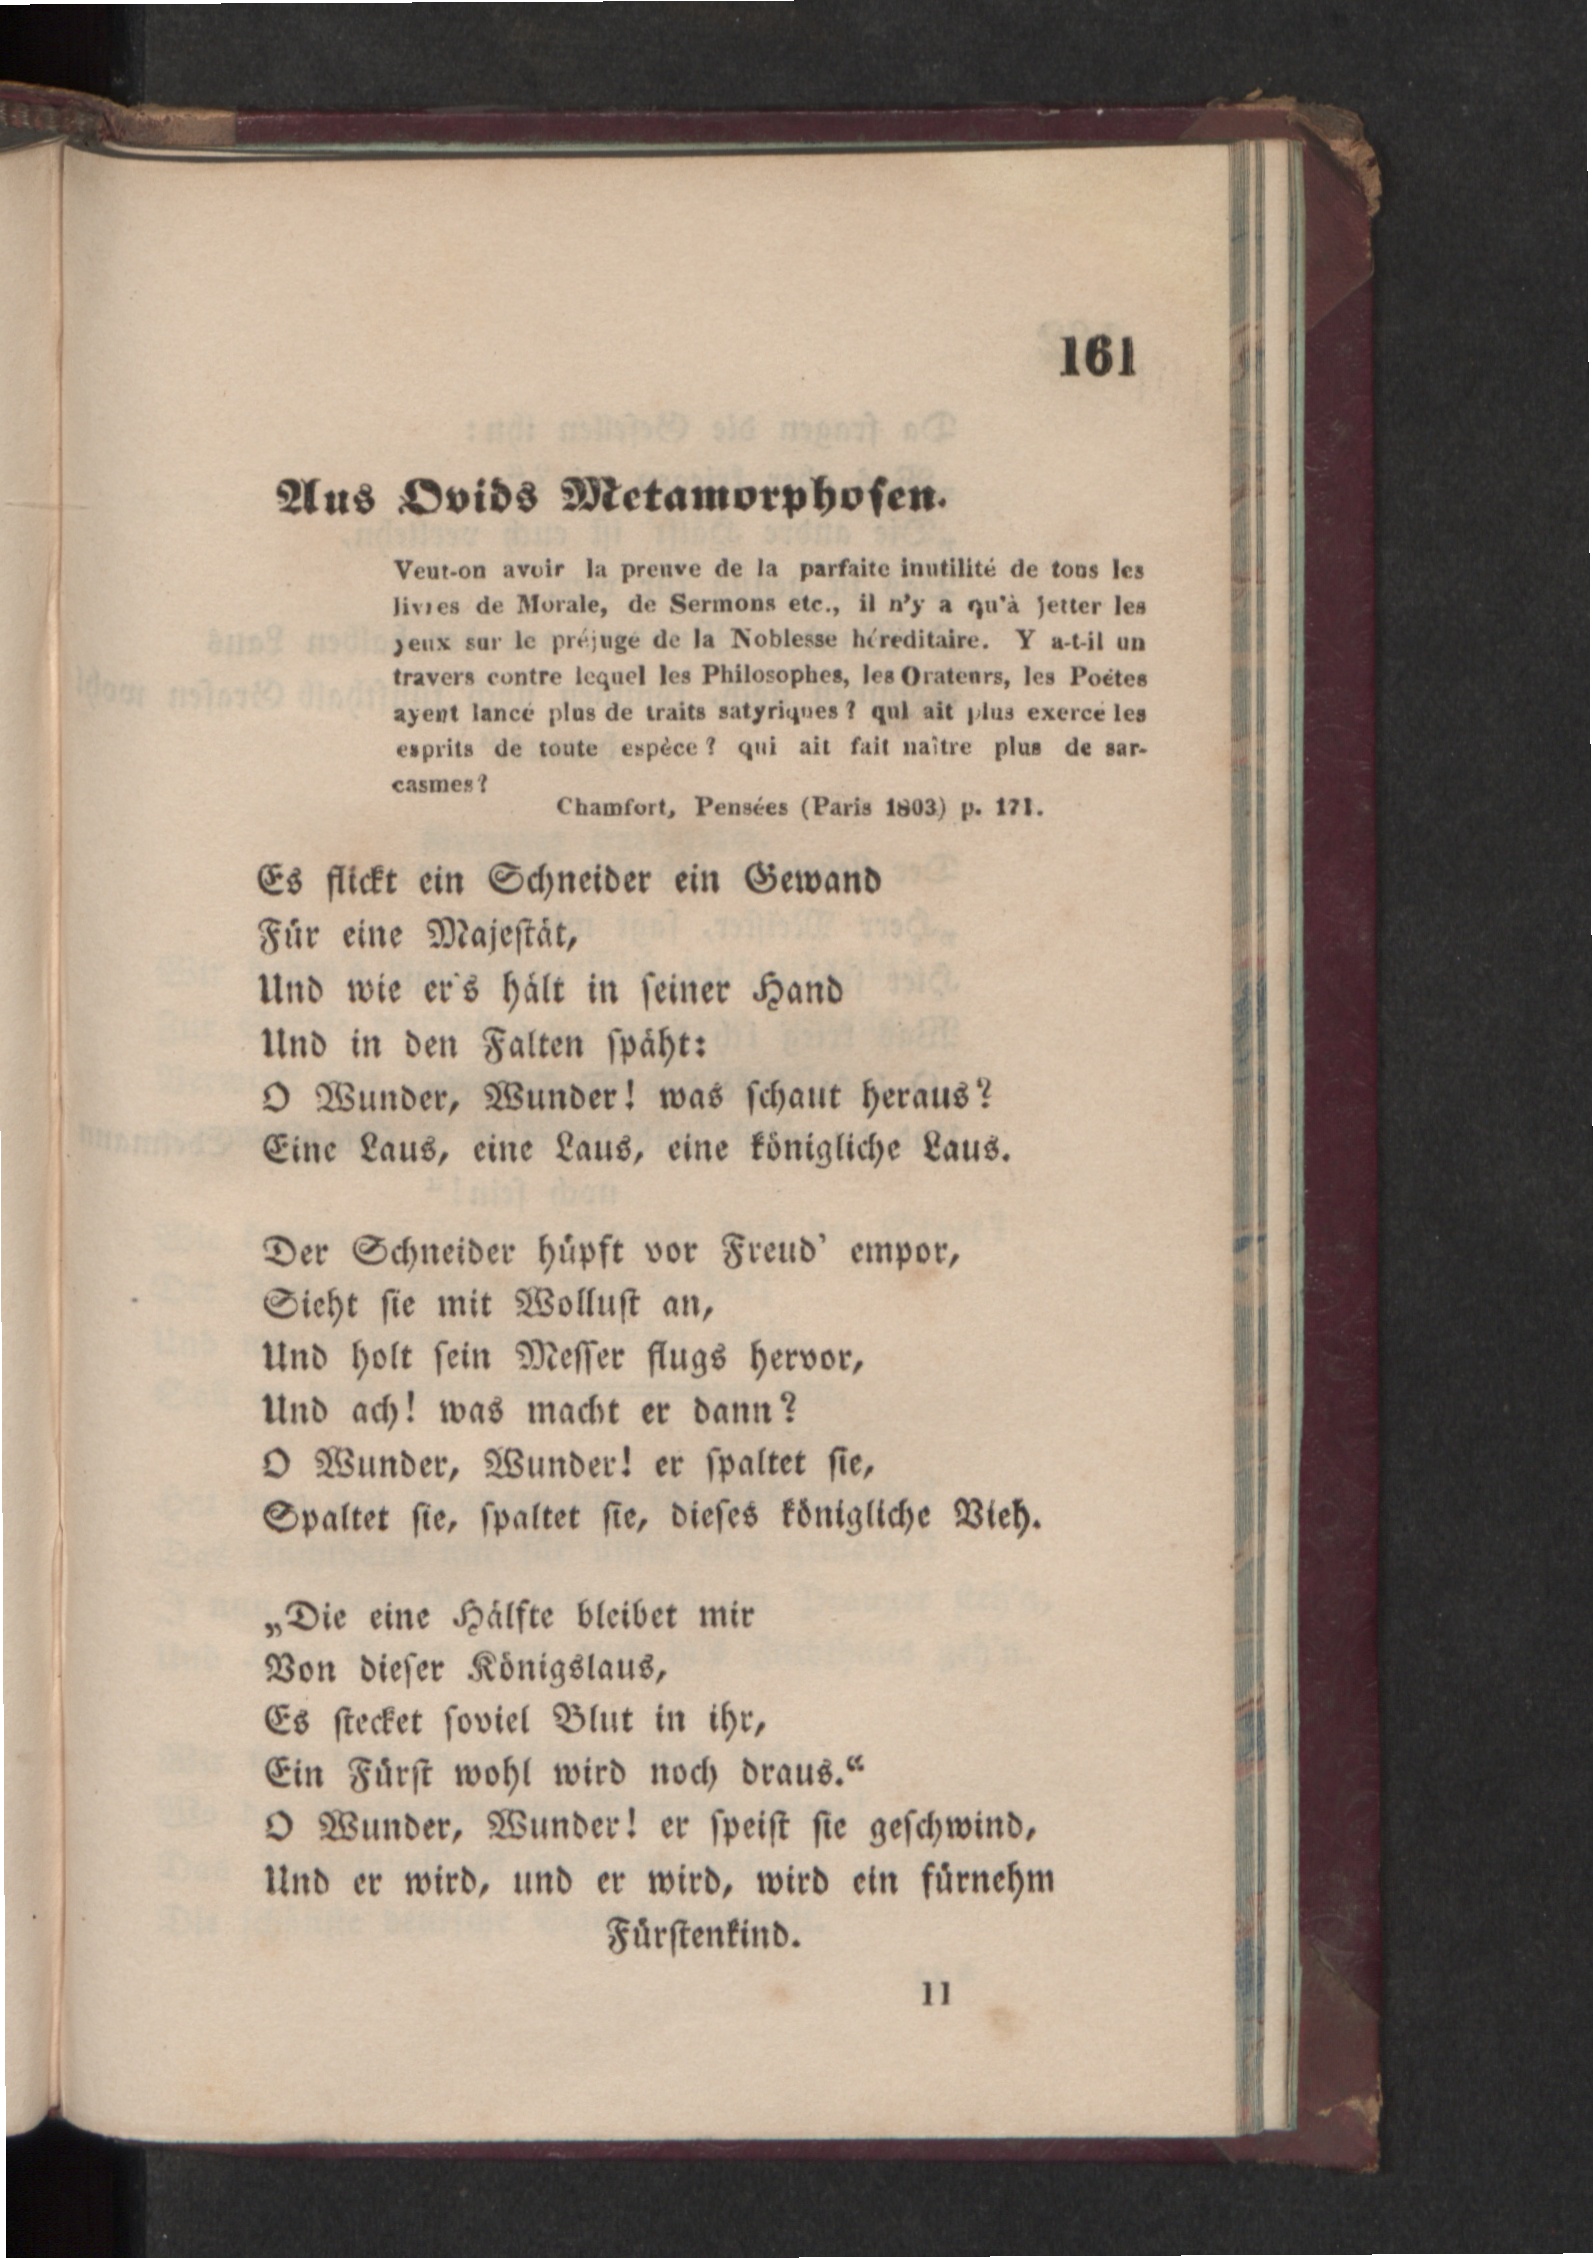 161
Aus Ovids Metamorphosen.
Veut-on avoir la preuve de la parfaite inutilité de tous les
livres de Morale, de Sermons etc., il n'y a qu'à jetter les
yeux sur le préjugé de la Noblesse héreditaire. Y a-t-il un
travers contre lequel les Philosophes, les Orateurs, les Poétes
ayent lancé plus de traits satyriques? qui ait plus exercé les
esprits de toute espèce? qui ait fait naître plus de sar-
casmes?
Chamfort, Pensées (Paris 1803) p. 171.
Es flickt ein Schneider ein Gewand
Für eine Majestät,
Und wie er's hält in seiner Hand
Und in den Falten späht:
O Wunder, Wunder! was schaut heraus?
Eine Laus, eine Laus, eine königliche Laus.
Der Schneider hüpft vor Freud' empor,
Sieht sie mit Wollust an,
Und holt sein Messer flugs hervor,
Und ach! was macht er dann?
O Wunder, Wunder! er spaltet sie,
Spaltet sie, spaltet sie, dieses königliche Vieh.
„Die eine Hälfte bleibet mir
Von dieser Königslaus,
Es stecket soviel Blut in ihr,
Ein Fürst wohl wird noch draus.“
O Wunder, Wunder! er speist sie geschwind,
Und er wird, und er wird, wird ein fürnehm
Fürstenkind.
11